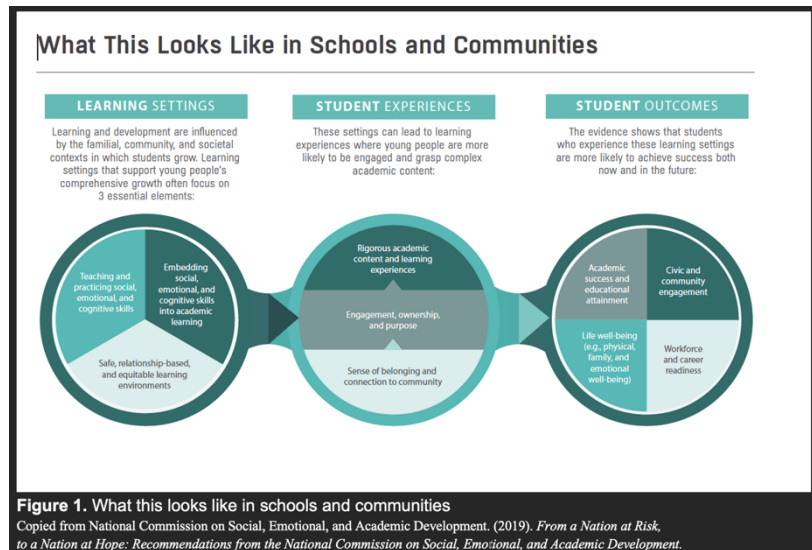 What This Looks Like in Schools and Communities
LEARNING SETTINGS
Learning and development are influenced
by the familial, community, and societal
contexts in which students grow. Learning
settings that support young people's
comprehensive growth often focus on
3 essential elements:
Teaching and
practicing social,
emotional, and
cognitive skills
Embedding
social,
emotional, and
cognitive skills
into academic
learning
Safe, relationship-based,
and equitable learning
environments
STUDENT EXPERIENCES
These settings can lead to learning
experiences where young people are more
likely to be engaged and grasp complex
academic content:
Rigorous academic
content and learning
experiences
Engagement, ownership,
and purpose
Sense of belonging and
connection to community
STUDENT OUTCOMES
The evidence shows that students
who experience these learning settings
are more likely to achieve success both
now and in the future:
Academic
success and
educational
attainment
Civic and
community
engagement
Life well-being
(e.g., physical,
family, and
emotional
well-being)
Workforce
and career
readiness
Figure 1. What this looks like in schools and communities
Copied from National Commission on Social, Emotional, and Academic Development. (2019). From a Nation at Risk,
to a Nation at Hope: Recommendations from the National Commission on Social, Emotional, and Academic Development.